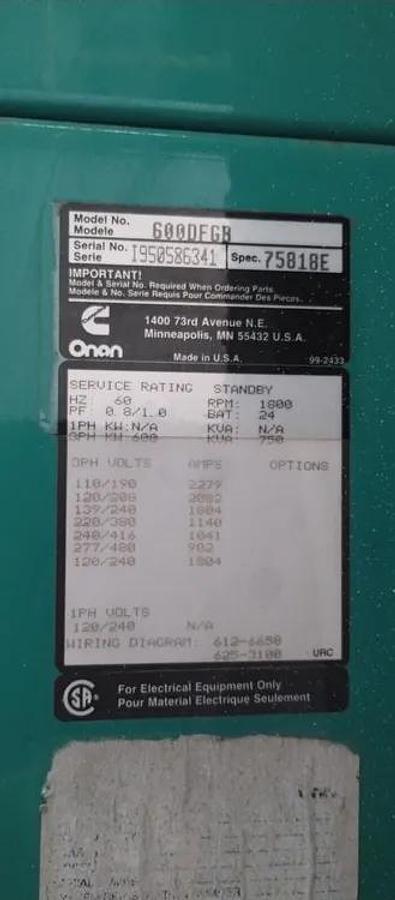 Model No.
Modele 600DFGB
Serial No.
Serie I950586341 Spec. 75818E
IMPORTANT!
Model & Serial No. Required When Ordering Parts.
Modele & No. Serie Requis Pour Commander Des Pieces.
1400 73rd Avenue N.E.
Minneapolis, MN 55432 U.S.A.
Onan
Made in U.S.A. 99-2433
SERVICE RATING STANDBY
HZ 60 RPM: 1800
PF: 0.8/1.0 BAT: 24
1PH KW:N/A KVA: N/A
3PH KW 600 KVA: 750
3PH VOLTS AMPS OPTIONS
110/190 2279
120/208 2082
139/240 1804
220/380 1140
240/416 1041
277/480 902
120/240 1804
1PH VOLTS
120/240 N/A
WIRING DIAGRAM: 612-6650
625-3100 URC
SA
For Electrical Equipment Only
Pour Material Electrique Seulement